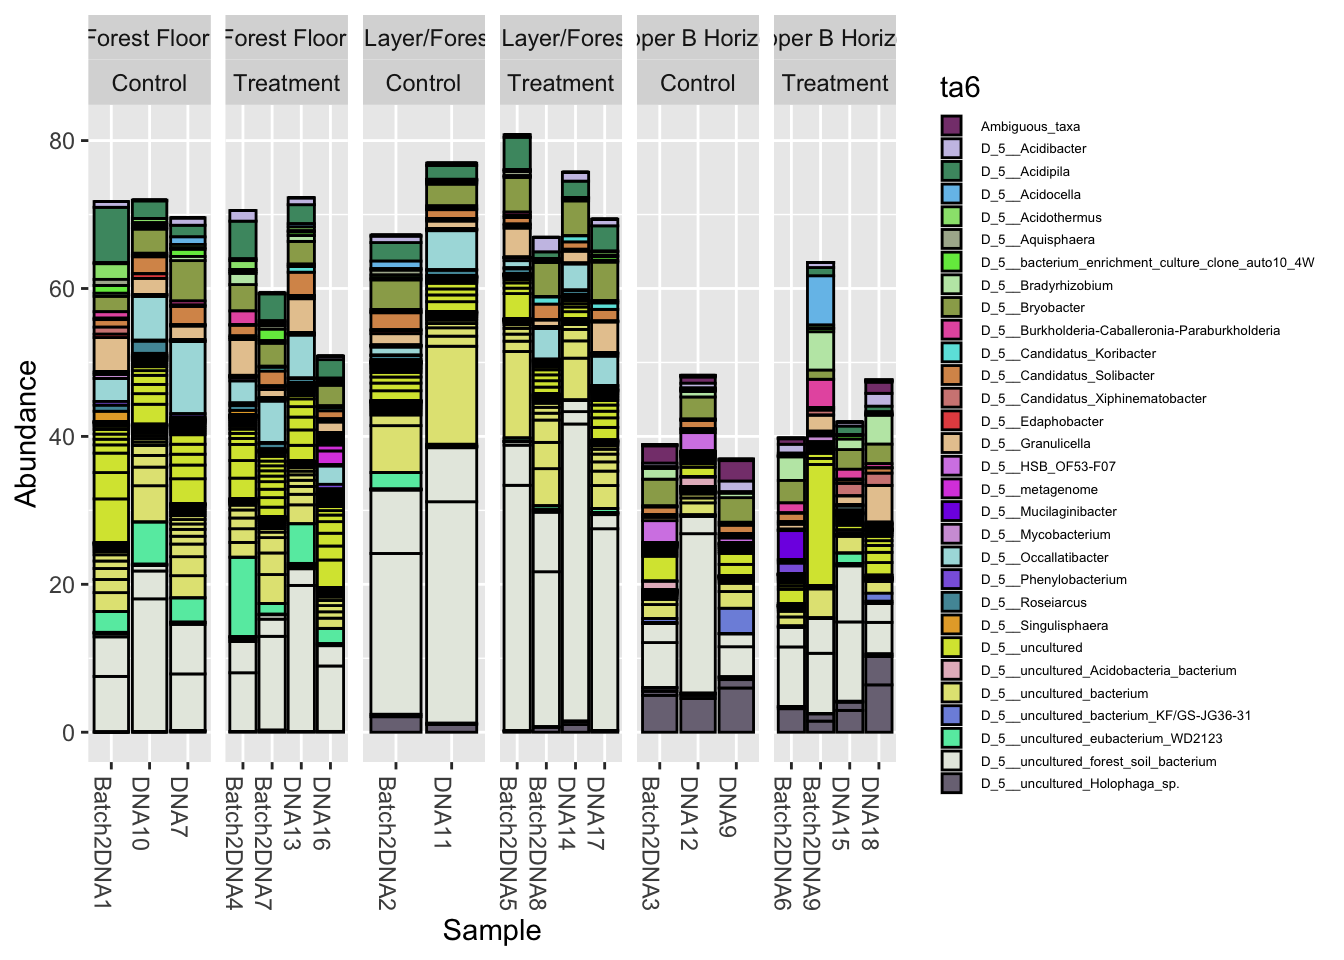 Forest Floor
Forest Floor
Layer/Fores
Layer/Fores
pper B Horizo
pper B Horizo
Control
Treatment
Control
Treatment
Control
Treatment
80
60
40
20
0
Abundance
Batch2DNA1
DNA10
DNA7
Batch2DNA4
Batch2DNA7
DNA13
DNA16
Batch2DNA2
DNA11
Batch2DNA5
Batch2DNA8
DNA14
DNA17
Batch2DNA3
DNA12
DNA9
Batch2DNA6
Batch2DNA9
DNA15
DNA18
Sample
ta6
Ambiguous_taxa
D_5__Acidibacter
D_5__Acidipila
D_5__Acidocella
D_5__Acidothermus
D_5__Aquisphaera
D_5__bacterium_enrichment_culture_clone_auto10_4W
D_5__Bradyrhizobium
D_5__Bryobacter
D_5__Burkholderia-Caballeronia-Paraburkholderia
D_5__Candidatus_Koribacter
D_5__Candidatus_Solibacter
D_5__Candidatus_Xiphinematobacter
D_5__Edaphobacter
D_5__Granulicella
D_5__HSB_OF53-F07
D_5__metagenome
D_5__Mucilaginibacter
D_5__Mycobacterium
D_5__Occallatibacter
D_5__Phenylobacterium
D_5__Roseiarcus
D_5__Singulisphaera
D_5__uncultured
D_5__uncultured_Acidobacteria_bacterium
D_5__uncultured_bacterium
D_5__uncultured_bacterium_KF/GS-JG36-31
D_5__uncultured_eubacterium_WD2123
D_5__uncultured_forest_soil_bacterium
D_5__uncultured_Holophaga_sp.